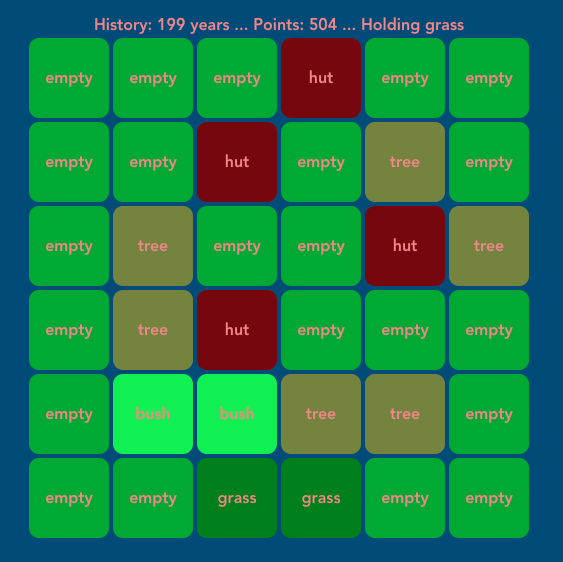 History: 199 years ... Points: 504 ... Holding grass
empty empty empty hut empty empty
empty empty hut empty tree empty
empty tree empty empty hut tree
empty tree hut empty empty empty
empty bush bush tree tree empty
empty empty grass grass empty empty